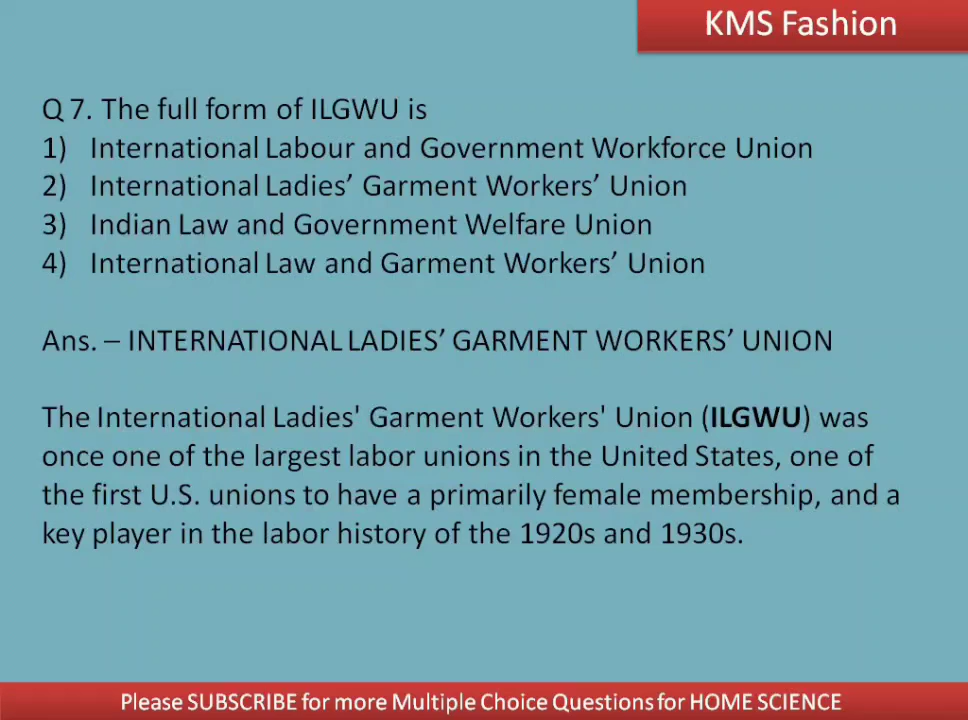 KMS Fashion
Q 7. The full form of ILGWU is
1) International Labour and Government Workforce Union
2) International Ladies’ Garment Workers’ Union
3) Indian Law and Government Welfare Union
4) International Law and Garment Workers’ Union
Ans. – INTERNATIONAL LADIES’ GARMENT WORKERS’ UNION
The International Ladies' Garment Workers' Union (ILGWU) was
once one of the largest labor unions in the United States, one of
the first U.S. unions to have a primarily female membership, and a
key player in the labor history of the 1920s and 1930s.
Please SUBSCRIBE for more Multiple Choice Questions for HOME SCIENCE